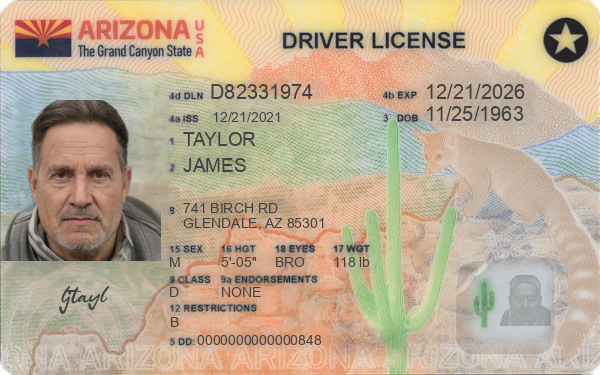 ARIZONA USA
The Grand Canyon State
DRIVER LICENSE
4d DLN D82331974
4b EXP 12/21/2026
4a ISS 12/21/2021
3 DOB 11/25/1963
1 TAYLOR
2 JAMES
8 741 BIRCH RD
GLENDALE, AZ 85301
15 SEX 16 HGT 18 EYES 17 WGT
M 5'-05" BRO 118 lb
9 CLASS 9a ENDORSEMENTS
D NONE
12 RESTRICTIONS
B
Gtayl
5 DD: 0000000000000848
ARIZONA ARIZONA ARIZONA ARIZONA